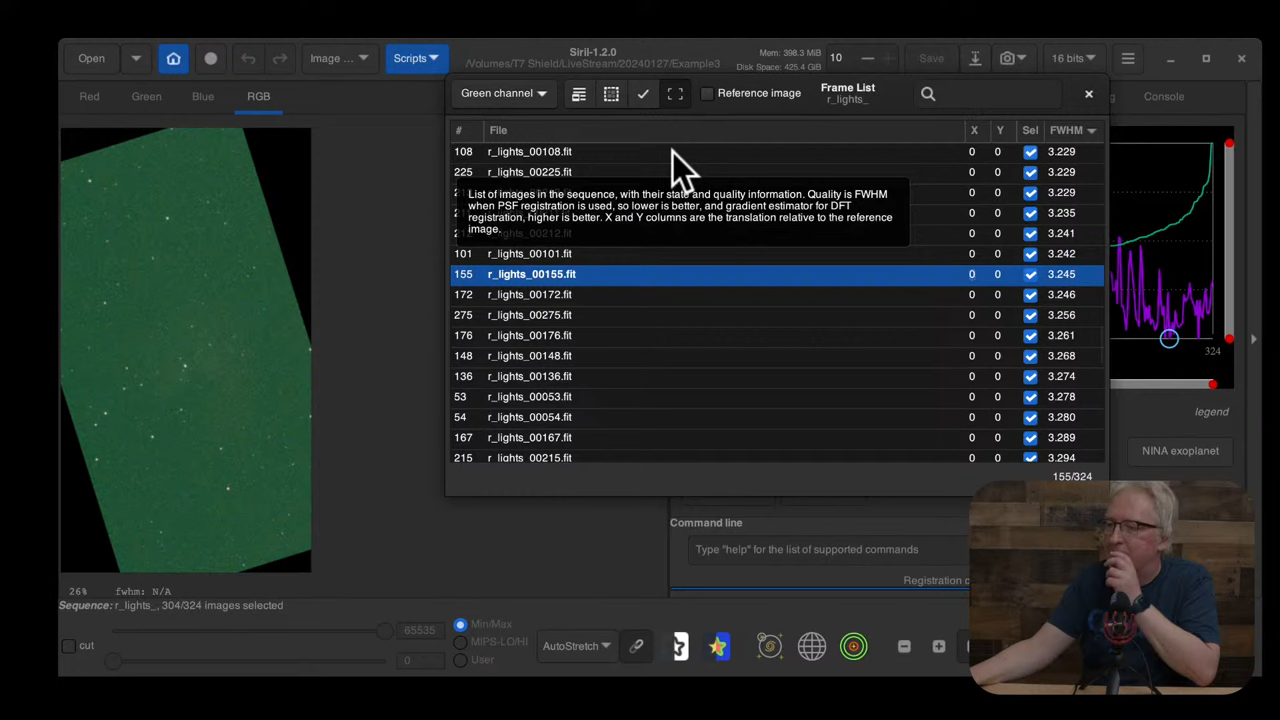 Open
Image ...
Scripts
Siril-1.2.0
/Volumes/T7 Shield/LiveStream/20240127/Example3
Mem: 398.3 MiB
Disk Space: 425.4 GiB
10
Save
16 bits
Red
Green
Blue
RGB
Console
Green channel
Reference image
Frame List
r_lights_
# File X Y Sel FWHM
108 r_lights_00108.fit 0 0 3.229
225 r_lights_00225.fit 0 0 3.229
0 0 3.229
List of images in the sequence, with their state and quality information. Quality is FWHM
when PSF registration is used, so lower is better, and gradient estimator for DFT
registration, higher is better. X and Y columns are the translation relative to the reference
image.
0 0 3.235
212 r_lights_00212.fit 0 0 3.241
101 r_lights_00101.fit 0 0 3.242
155 r_lights_00155.fit 0 0 3.245
172 r_lights_00172.fit 0 0 3.246
275 r_lights_00275.fit 0 0 3.256
176 r_lights_00176.fit 0 0 3.261
148 r_lights_00148.fit 0 0 3.268
136 r_lights_00136.fit 0 0 3.274
53 r_lights_00053.fit 0 0 3.278
54 r_lights_00054.fit 0 0 3.280
167 r_lights_00167.fit 0 0 3.289
215 r_lights_00215.fit 0 0 3.294
155/324
324
legend
NINA exoplanet
Command line
Type "help" for the list of supported commands
Registration
26% fwhm: N/A
Sequence: r_lights_, 304/324 images selected
cut
65535
0
Min/Max
MIPS-LO/HI
User
AutoStretch